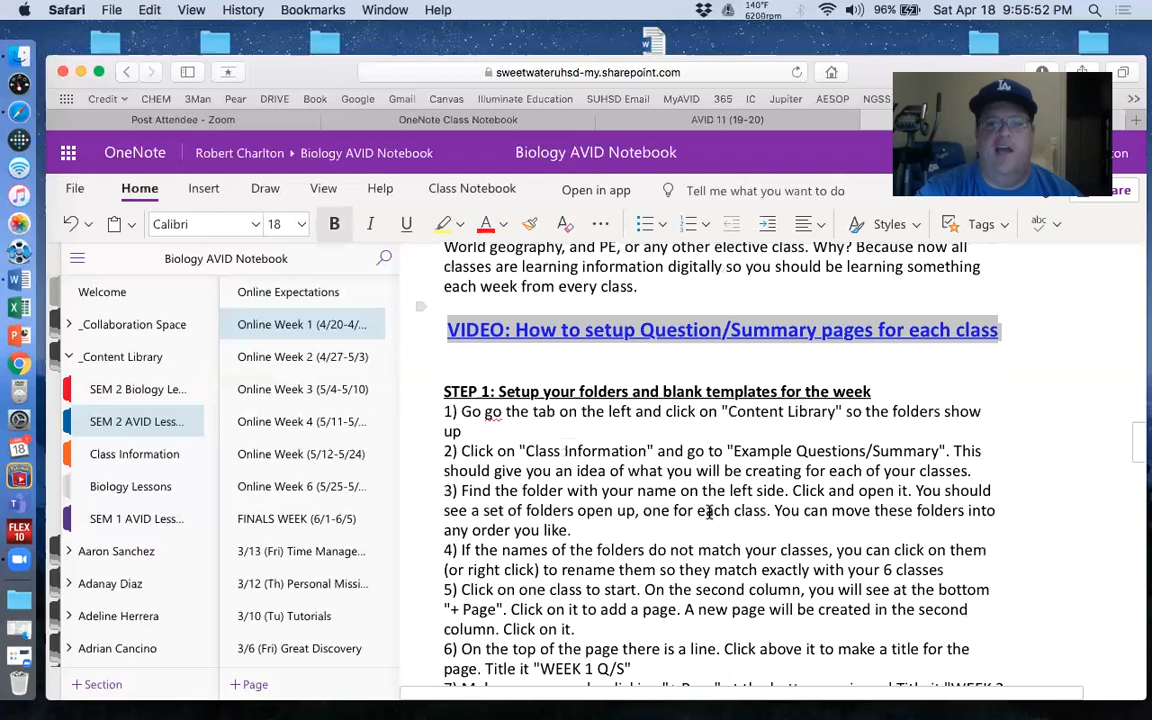 Safari File Edit View History Bookmarks Window Help
140°F
6200rpm
96% Sat Apr 18 9:55:52 PM
sweetwateruhsd-my.sharepoint.com
Credit CHEM 3Man Pear DRIVE Book Google Gmail Canvas Illuminate Education SUHSD Email MyAVID 365 IC Jupiter AESOP NGSS
Post Attendee - Zoom OneNote Class Notebook AVID 11 (19-20)
OneNote Robert Charlton › Biology AVID Notebook Biology AVID Notebook
File Home Insert Draw View Help Class Notebook Open in app Tell me what you want to do
Calibri 18 B I U A Styles Tags abc
Biology AVID Notebook
Welcome
_Collaboration Space
_Content Library
SEM 2 Biology Le...
SEM 2 AVID Less...
Class Information
Biology Lessons
SEM 1 AVID Less...
Aaron Sanchez
Adanay Diaz
Adeline Herrera
Adrian Cancino
+ Section
Online Expectations
Online Week 1 (4/20-4/...
Online Week 2 (4/27-5/3)
Online Week 3 (5/4-5/10)
Online Week 4 (5/11-5/...
Online Week 5 (5/12-5/24)
Online Week 6 (5/25-5/...
FINALS WEEK (6/1-6/5)
3/13 (Fri) Time Manage...
3/12 (Th) Personal Missi...
3/10 (Tu) Tutorials
3/6 (Fri) Great Discovery
+ Page
World geography, and PE, or any other elective class. Why? Because now all
classes are learning information digitally so you should be learning something
each week from every class.
VIDEO: How to setup Question/Summary pages for each class
STEP 1: Setup your folders and blank templates for the week
1) Go go the tab on the left and click on "Content Library" so the folders show
up
2) Click on "Class Information" and go to "Example Questions/Summary". This
should give you an idea of what you will be creating for each of your classes.
3) Find the folder with your name on the left side. Click and open it. You should
see a set of folders open up, one for each class. You can move these folders into
any order you like.
4) If the names of the folders do not match your classes, you can click on them
(or right click) to rename them so they match exactly with your 6 classes
5) Click on one class to start. On the second column, you will see at the bottom
"+ Page". Click on it to add a page. A new page will be created in the second
column. Click on it.
6) On the top of the page there is a line. Click above it to make a title for the
page. Title it "WEEK 1 Q/S"